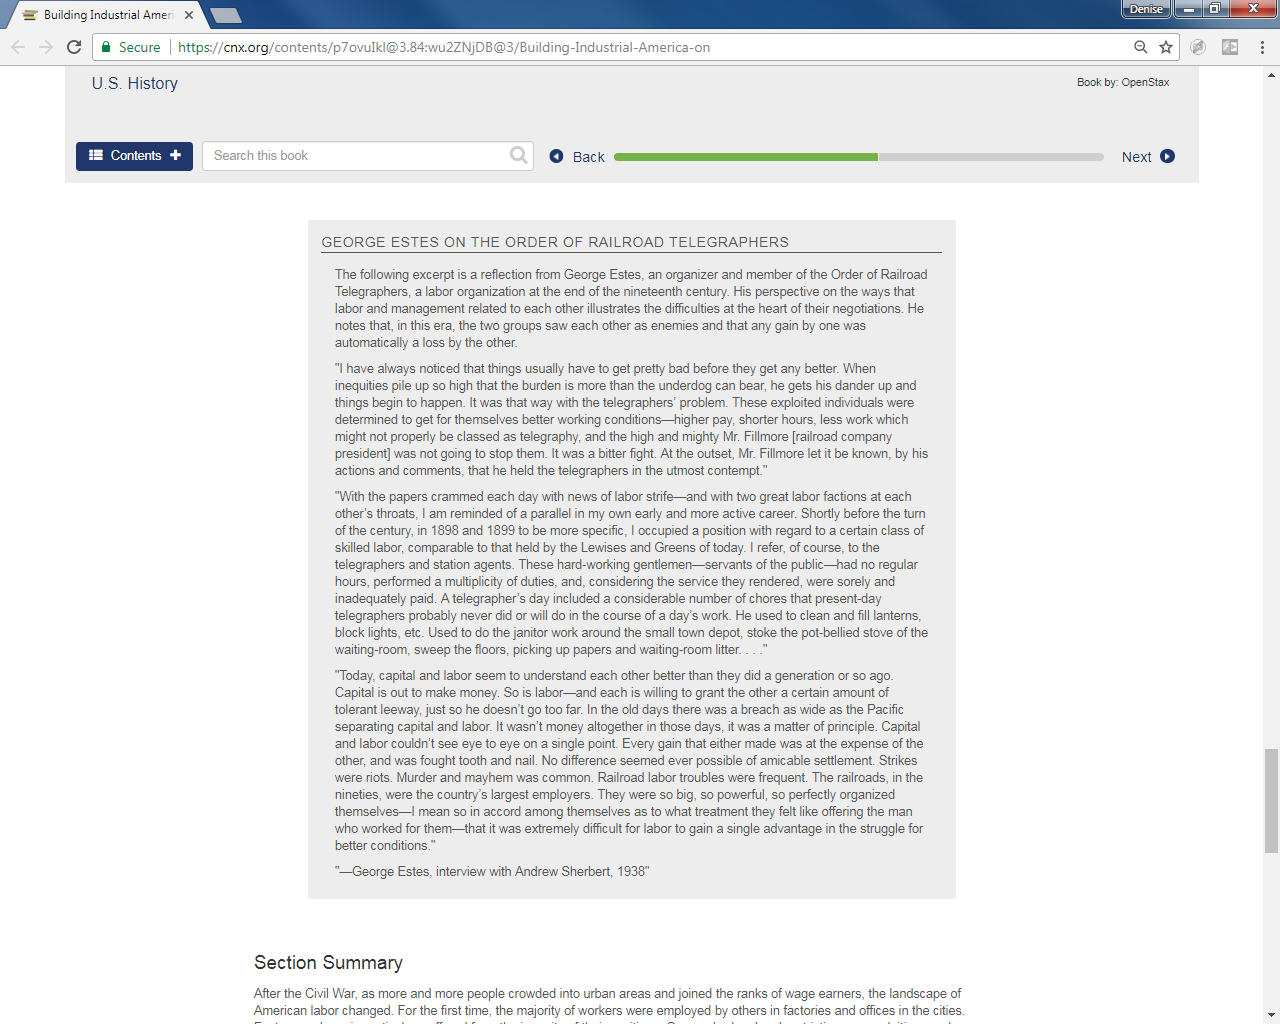 Building Industrial Ameri
Denise
Secure
https://cnx.org/contents/p7ovuIkl@3.84:wu2ZNjDB@3/Building-Industrial-America-on
U.S. History
Book by: OpenStax
Contents
Search this book
Back
Next
GEORGE ESTES ON THE ORDER OF RAILROAD TELEGRAPHERS
The following excerpt is a reflection from George Estes, an organizer and member of the Order of Railroad
Telegraphers, a labor organization at the end of the nineteenth century. His perspective on the ways that
labor and management related to each other illustrates the difficulties at the heart of their negotiations. He
notes that, in this era, the two groups saw each other as enemies and that any gain by one was
automatically a loss by the other.
"I have always noticed that things usually have to get pretty bad before they get any better. When
inequities pile up so high that the burden is more than the underdog can bear, he gets his dander up and
things begin to happen. It was that way with the telegraphers’ problem. These exploited individuals were
determined to get for themselves better working conditions—higher pay, shorter hours, less work which
might not properly be classed as telegraphy, and the high and mighty Mr. Fillmore [railroad company
president] was not going to stop them. It was a bitter fight. At the outset, Mr. Fillmore let it be known, by his
actions and comments, that he held the telegraphers in the utmost contempt."
"With the papers crammed each day with news of labor strife—and with two great labor factions at each
other’s throats, I am reminded of a parallel in my own early and more active career. Shortly before the turn
of the century, in 1898 and 1899 to be more specific, I occupied a position with regard to a certain class of
skilled labor, comparable to that held by the Lewises and Greens of today. I refer, of course, to the
telegraphers and station agents. These hard-working gentlemen—servants of the public—had no regular
hours, performed a multiplicity of duties, and, considering the service they rendered, were sorely and
inadequately paid. A telegrapher’s day included a considerable number of chores that present-day
telegraphers probably never did or will do in the course of a day’s work. He used to clean and fill lanterns,
block lights, etc. Used to do the janitor work around the small town depot, stoke the pot-bellied stove of the
waiting-room, sweep the floors, picking up papers and waiting-room litter. . . ."
"Today, capital and labor seem to understand each other better than they did a generation or so ago.
Capital is out to make money. So is labor—and each is willing to grant the other a certain amount of
tolerant leeway, just so he doesn’t go too far. In the old days there was a breach as wide as the Pacific
separating capital and labor. It wasn’t money altogether in those days, it was a matter of principle. Capital
and labor couldn’t see eye to eye on a single point. Every gain that either made was at the expense of the
other, and was fought tooth and nail. No difference seemed ever possible of amicable settlement. Strikes
were riots. Murder and mayhem was common. Railroad labor troubles were frequent. The railroads, in the
nineties, were the country’s largest employers. They were so big, so powerful, so perfectly organized
themselves—I mean so in accord among themselves as to what treatment they felt like offering the man
who worked for them—that it was extremely difficult for labor to gain a single advantage in the struggle for
better conditions."
"—George Estes, interview with Andrew Sherbert, 1938"
Section Summary
After the Civil War, as more and more people crowded into urban areas and joined the ranks of wage earners, the landscape of
American labor changed. For the first time, the majority of workers were employed by others in factories and offices in the cities.